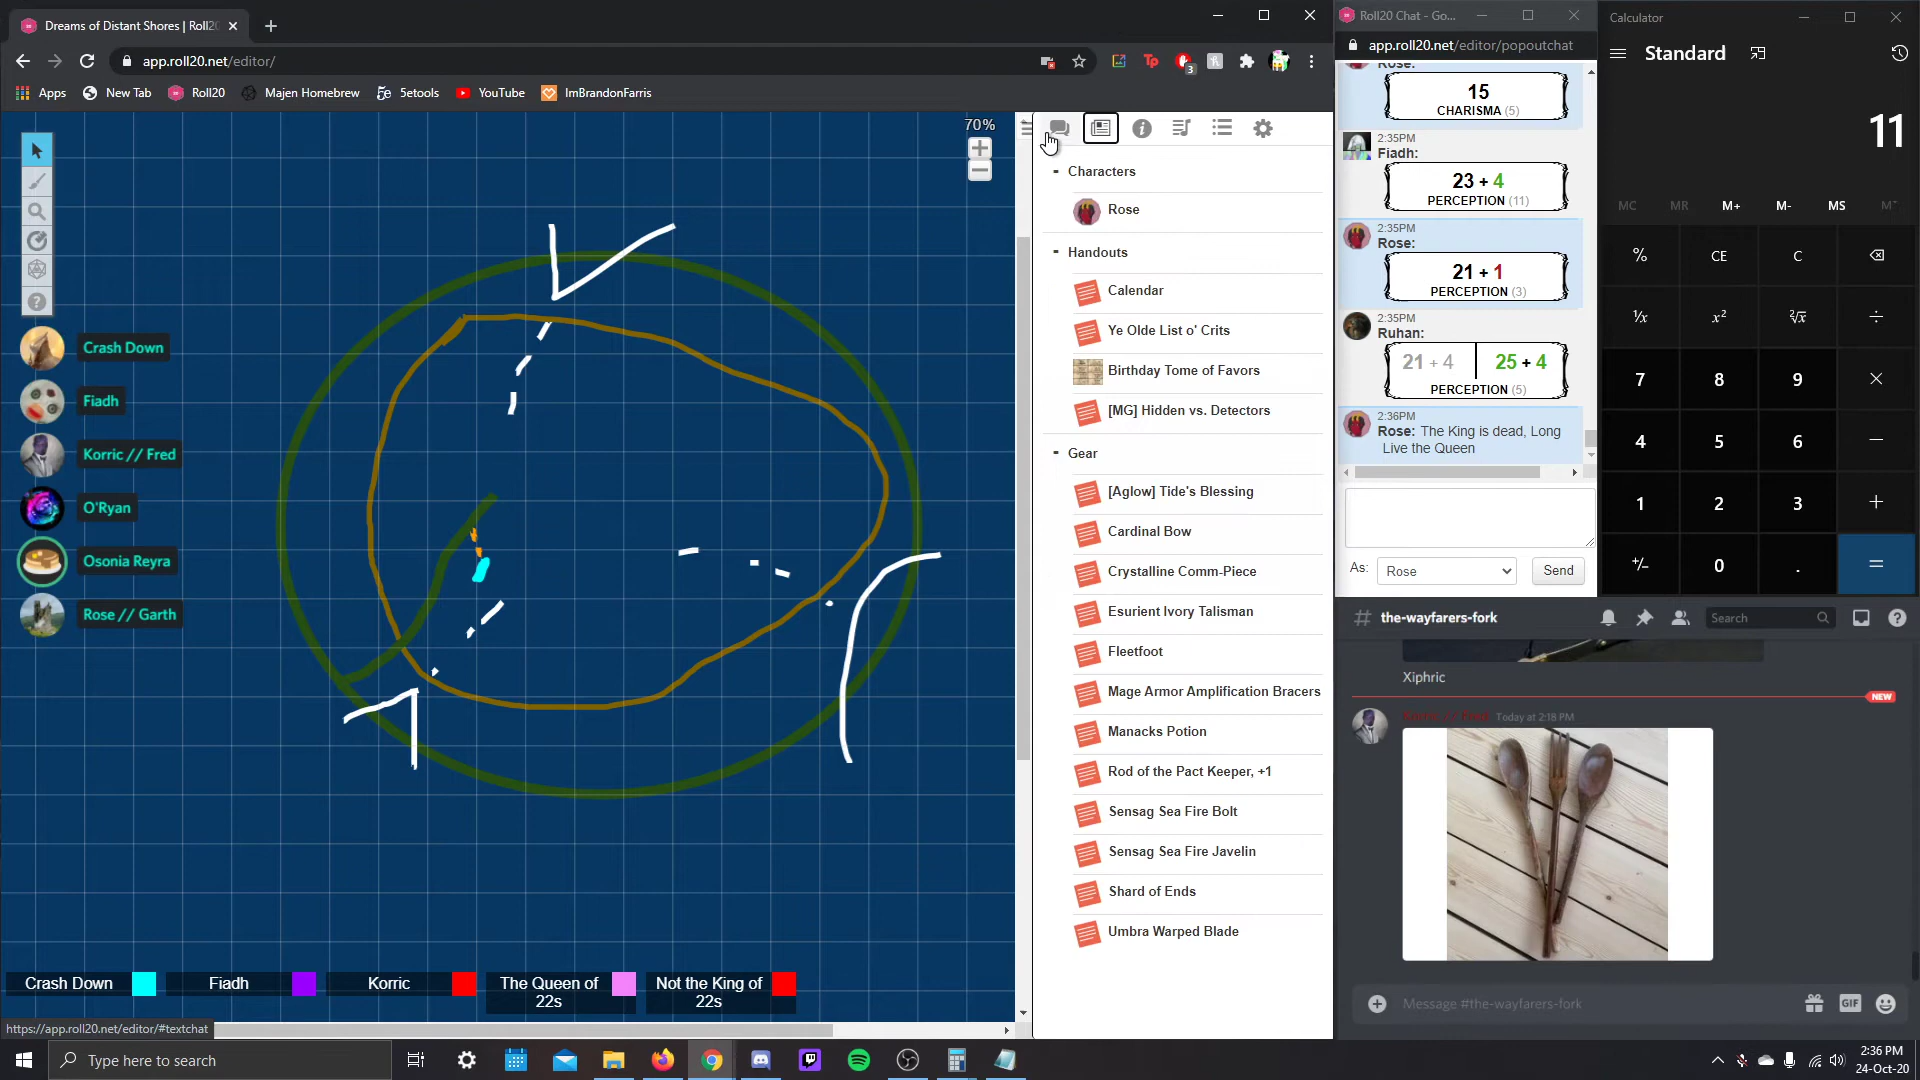 Dreams of Distant Shores | Roll20
app.roll20.net/editor/
3
Apps
New Tab
Roll20
Majen Homebrew
5etools
YouTube
ImBrandonFarris
70%
Crash Down
Fiadh
Korric // Fred
O'Ryan
Osonia Reyra
Rose // Garth
Crash Down
Fiadh
Korric
The Queen of
22s
Not the King of
22s
https://app.roll20.net/editor/#textchat
Characters
Rose
Handouts
Calendar
Ye Olde List o' Crits
Birthday Tome of Favors
[MG] Hidden vs. Detectors
Gear
[Aglow] Tide's Blessing
Cardinal Bow
Crystalline Comm-Piece
Esurient Ivory Talisman
Fleetfoot
Mage Armor Amplification Bracers
Manacks Potion
Rod of the Pact Keeper, +1
Sensag Sea Fire Bolt
Sensag Sea Fire Javelin
Shard of Ends
Umbra Warped Blade
Roll20 Chat - Go...
app.roll20.net/editor/popoutchat
Rose:
15
CHARISMA (5)
2:35PM
Fiadh:
23 + 4
PERCEPTION (11)
2:35PM
Rose:
21 + 1
PERCEPTION (3)
2:35PM
Ruhan:
21 + 4 25 + 4
PERCEPTION (5)
2:36PM
Rose: The King is dead, Long
Live the Queen
As: Rose Send
Calculator
Standard
11
MC MR M+ M- MS M˅
% CE C ⌫
¹/x x² ²√x ÷
7 8 9 ×
4 5 6 −
1 2 3 +
+/− 0 . =
# the-wayfarers-fork
Search
Xiphric
NEW
Korric // Fred Today at 2:18 PM
Message #the-wayfarers-fork
GIF
Type here to search
2:36 PM
24-Oct-20